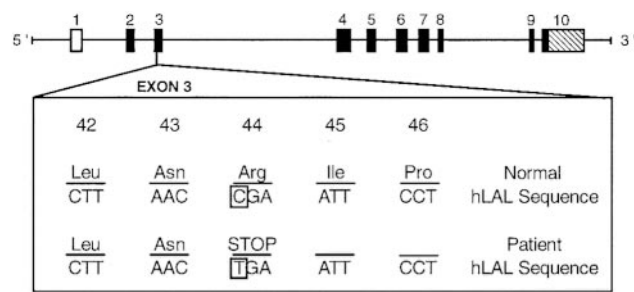 1 2 3 4 5 6 7 8 9 10
5 ' 3 '
EXON 3
42 43 44 45 46
Leu Asn Arg Ile Pro Normal
CTT AAC CGA ATT CCT hLAL Sequence
Leu Asn STOP Patient
CTT AAC TGA ATT CCT hLAL Sequence